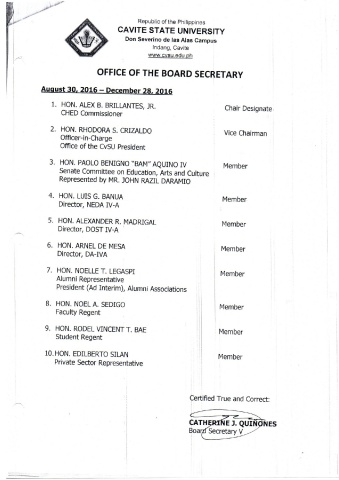 Republic of the Philippines
CAVITE STATE UNIVERSITY
Don Severino de las Alas Campus
Indang, Cavite
www.cvsu.edu.ph
OFFICE OF THE BOARD SECRETARY
August 30, 2016 – December 28, 2016
1. HON. ALEX B. BRILLANTES, JR. Chair Designate
CHED Commissioner
2. HON. RHODORA S. CRIZALDO Vice Chairman
Officer-in-Charge
Office of the CvSU President
3. HON. PAOLO BENIGNO "BAM" AQUINO IV Member
Senate Committee on Education, Arts and Culture
Represented by MR. JOHN RAZIL DARAMIO
4. HON. LUIS G. BANUA Member
Director, NEDA IV-A
5. HON. ALEXANDER R. MADRIGAL Member
Director, DOST IV-A
6. HON. ARNEL DE MESA Member
Director, DA-IVA
7. HON. NOELLE T. LEGASPI Member
Alumni Representative
President (Ad Interim), Alumni Associations
8. HON. NOEL A. SEDIGO Member
Faculty Regent
9. HON. RODEL VINCENT T. BAE Member
Student Regent
10. HON. EDILBERTO SILAN Member
Private Sector Representative
Certified True and Correct:
CATHERINE J. QUIÑONES
Board Secretary V